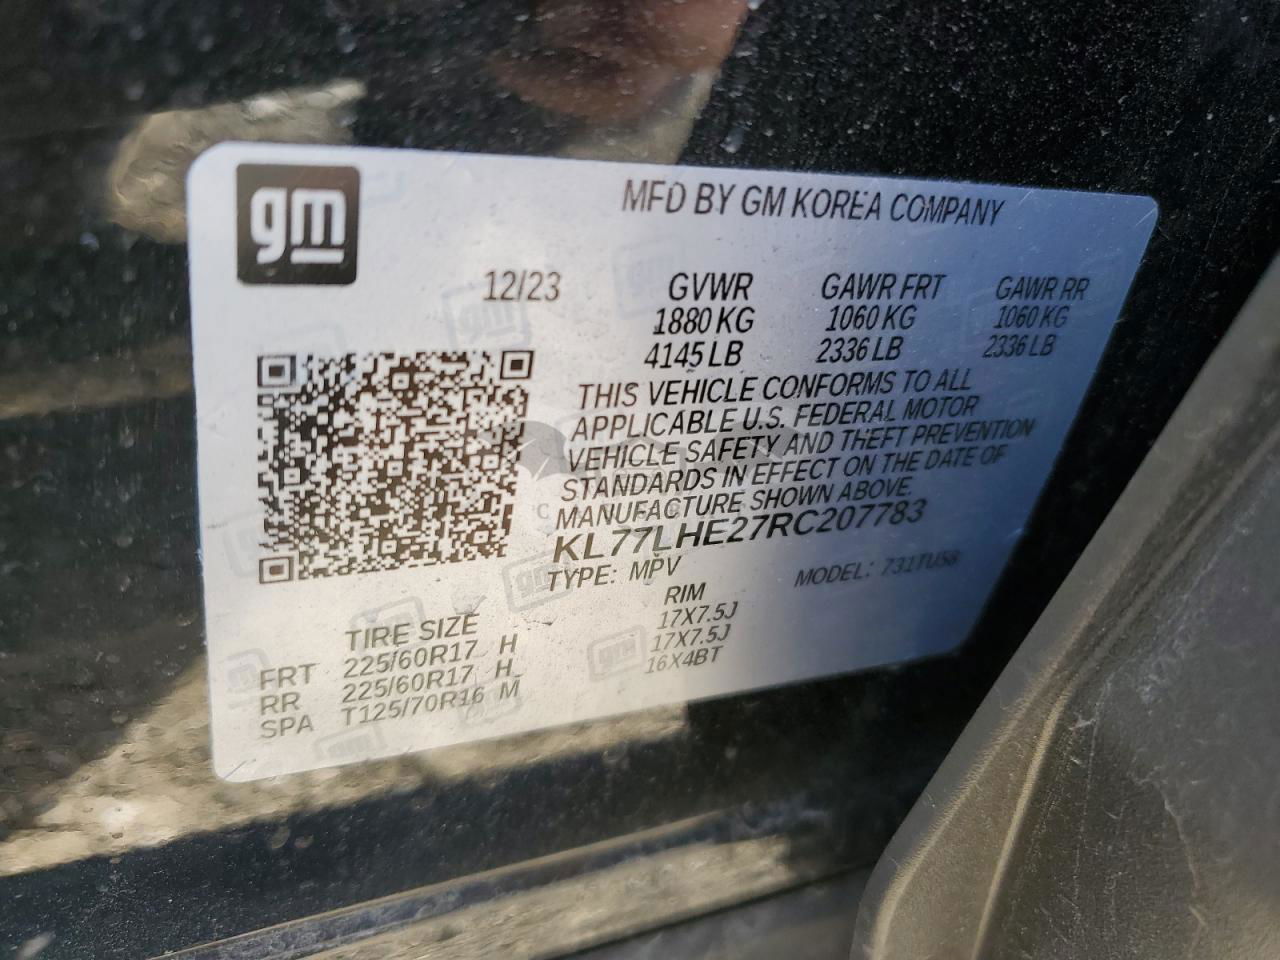 gm
MFD BY GM KOREA COMPANY
12/23
GVWR GAWR FRT GAWR RR
1880 KG 1060 KG 1060 KG
4145 LB 2336 LB 2336 LB
THIS VEHICLE CONFORMS TO ALL
APPLICABLE U.S. FEDERAL MOTOR
VEHICLE SAFETY AND THEFT PREVENTION
STANDARDS IN EFFECT ON THE DATE OF
MANUFACTURE SHOWN ABOVE.
KL77LHE27RC207783
TYPE: MPV MODEL: 731TU58
TIRE SIZE RIM
FRT 225/60R17 H 17X7.5J
RR 225/60R17 H 17X7.5J
SPA T125/70R16 M 16X4BT